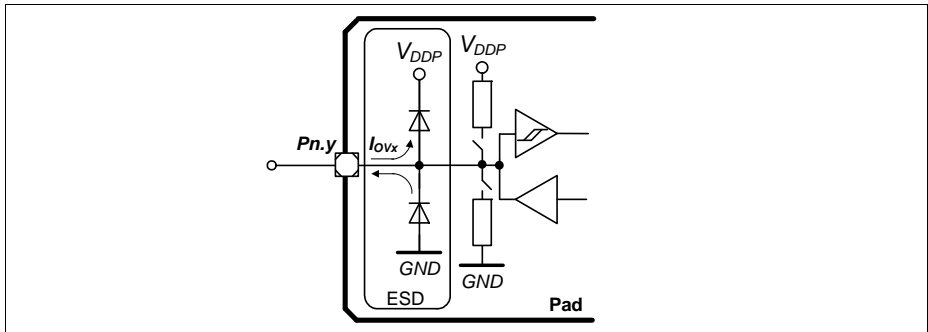 VDDP
VDDP
Pn.y
IOVx
GND
GND
ESD
Pad